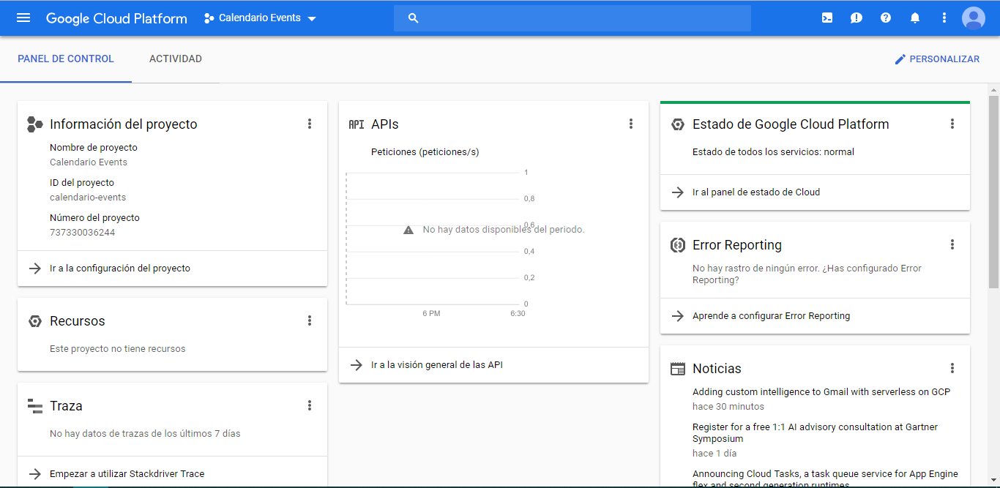 Google Cloud Platform
Calendario Events
PANEL DE CONTROL
ACTIVIDAD
PERSONALIZAR
Información del proyecto
Nombre de proyecto
Calendario Events
ID del proyecto
calendario-events
Número del proyecto
737330036244
Ir a la configuración del proyecto
Recursos
Este proyecto no tiene recursos
Traza
No hay datos de trazas de los últimos 7 días
Empezar a utilizar Stackdriver Trace
API APIs
Peticiones (peticiones/s)
1
0,8
0,6
No hay datos disponibles del periodo.
0,4
0,2
0
6 PM 6:30
Ir a la visión general de las API
Estado de Google Cloud Platform
Estado de todos los servicios: normal
Ir al panel de estado de Cloud
Error Reporting
No hay rastro de ningún error. ¿Has configurado Error
Reporting?
Aprende a configurar Error Reporting
Noticias
Adding custom intelligence to Gmail with serverless on GCP
hace 30 minutos
Register for a free 1:1 AI advisory consultation at Gartner
Symposium
hace 1 día
Announcing Cloud Tasks, a task queue service for App Engine
flex and second generation runtimes